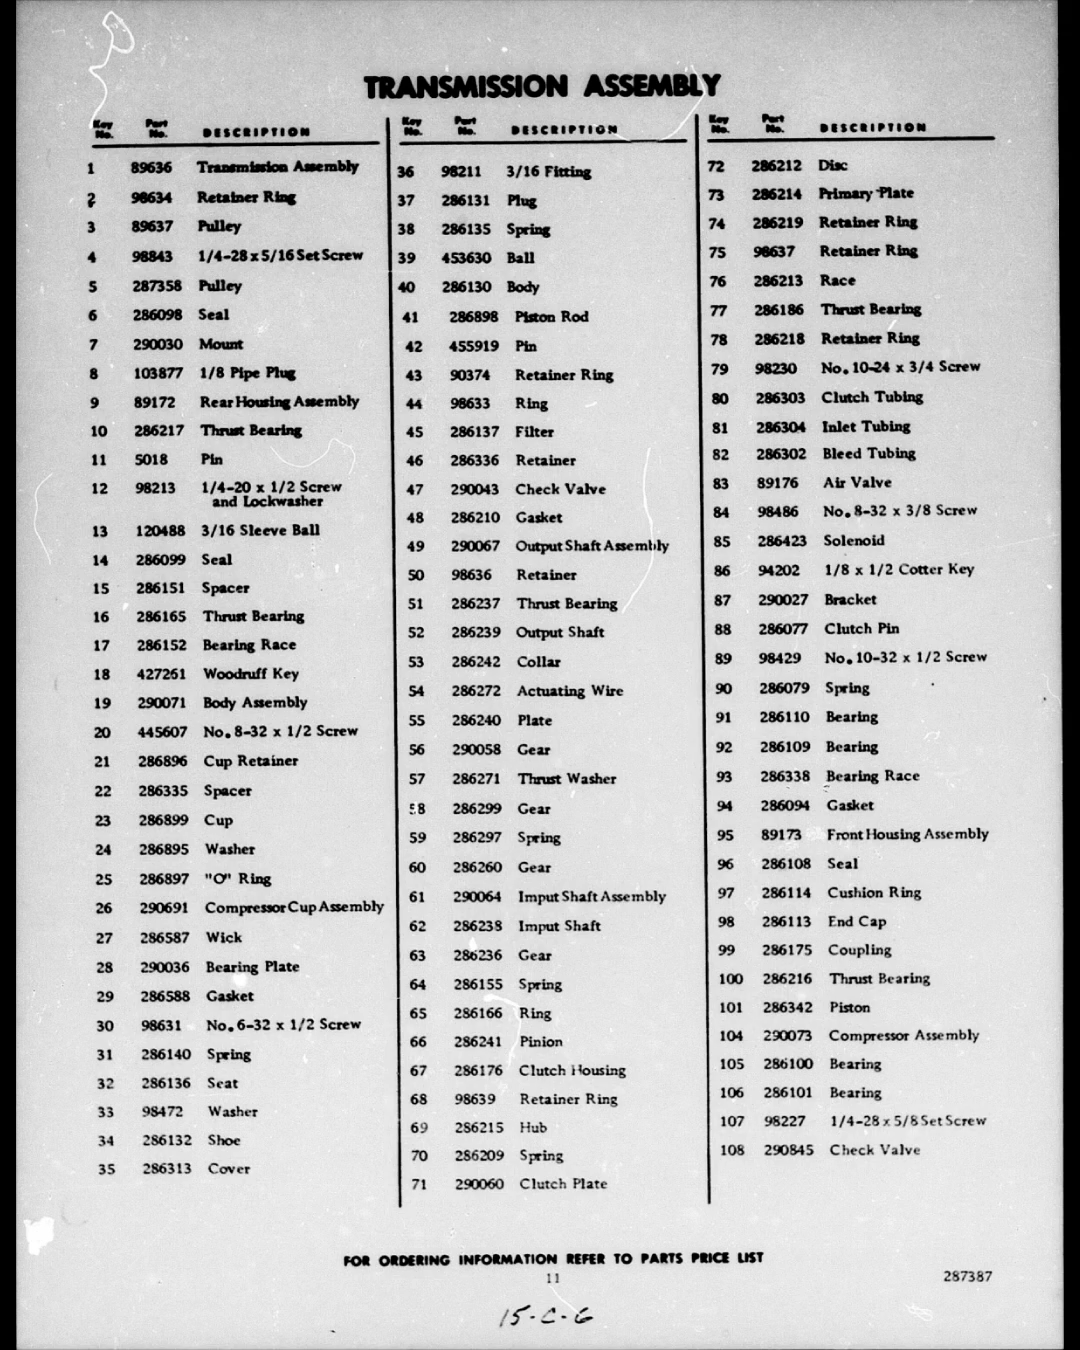 TRANSMISSION ASSEMBLY
Key No. Part No. DESCRIPTION
1 89636 Transmission Assembly
2 98634 Retainer Ring
3 89637 Pulley
4 98843 1/4-28 x 5/16 Set Screw
5 287358 Pulley
6 286098 Seal
7 290030 Mount
8 103877 1/8 Pipe Plug
9 89172 Rear Housing Assembly
10 286217 Thrust Bearing
11 5018 Pin
12 98213 1/4-20 x 1/2 Screw
and Lockwasher
13 120488 3/16 Sleeve Ball
14 286099 Seal
15 286151 Spacer
16 286165 Thrust Bearing
17 286152 Bearing Race
18 427261 Woodruff Key
19 290071 Body Assembly
20 445607 No. 8-32 x 1/2 Screw
21 286896 Cup Retainer
22 286335 Spacer
23 286899 Cup
24 286895 Washer
25 286897 "O" Ring
26 290691 Compressor Cup Assembly
27 286587 Wick
28 290036 Bearing Plate
29 286588 Gasket
30 98631 No. 6-32 x 1/2 Screw
31 286140 Spring
32 286136 Seat
33 98472 Washer
34 286132 Shoe
35 286313 Cover
Key No. Part No. DESCRIPTION
36 98211 3/16 Fitting
37 286131 Plug
38 286135 Spring
39 453630 Ball
40 286130 Body
41 286898 Piston Rod
42 455919 Pin
43 90374 Retainer Ring
44 98633 Ring
45 286137 Filter
46 286336 Retainer
47 290043 Check Valve
48 286210 Gasket
49 290067 Output Shaft Assembly
50 98636 Retainer
51 286237 Thrust Bearing
52 286239 Output Shaft
53 286242 Collar
54 286272 Actuating Wire
55 286240 Plate
56 290058 Gear
57 286271 Thrust Washer
58 286299 Gear
59 286297 Spring
60 286260 Gear
61 290064 Imput Shaft Assembly
62 286238 Imput Shaft
63 286236 Gear
64 286155 Spring
65 286166 Ring
66 286241 Pinion
67 286176 Clutch Housing
68 98639 Retainer Ring
69 286215 Hub
70 286209 Spring
71 290060 Clutch Plate
Key No. Part No. DESCRIPTION
72 286212 Disc
73 286214 Primary Plate
74 286219 Retainer Ring
75 98637 Retainer Ring
76 286213 Race
77 286186 Thrust Bearing
78 286218 Retainer Ring
79 98230 No. 10-24 x 3/4 Screw
80 286303 Clutch Tubing
81 286304 Inlet Tubing
82 286302 Bleed Tubing
83 89176 Air Valve
84 98486 No. 8-32 x 3/8 Screw
85 286423 Solenoid
86 94202 1/8 x 1/2 Cotter Key
87 290027 Bracket
88 286077 Clutch Pin
89 98429 No. 10-32 x 1/2 Screw
90 286079 Spring
91 286110 Bearing
92 286109 Bearing
93 286338 Bearing Race
94 286094 Gasket
95 89173 Front Housing Assembly
96 286108 Seal
97 286114 Cushion Ring
98 286113 End Cap
99 286175 Coupling
100 286216 Thrust Bearing
101 286342 Piston
104 290073 Compressor Assembly
105 286100 Bearing
106 286101 Bearing
107 98227 1/4-28 x 5/8 Set Screw
108 290845 Check Valve
FOR ORDERING INFORMATION REFER TO PARTS PRICE LIST
11
287387
15-C-6